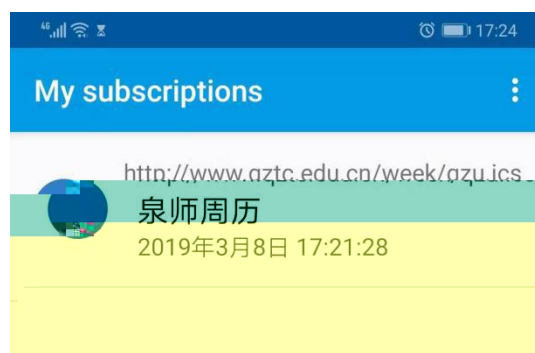 46
17:24
My subscriptions
http://www.qztc.edu.cn/week/qzu.ics
泉师周历
2019年3月8日 17:21:28